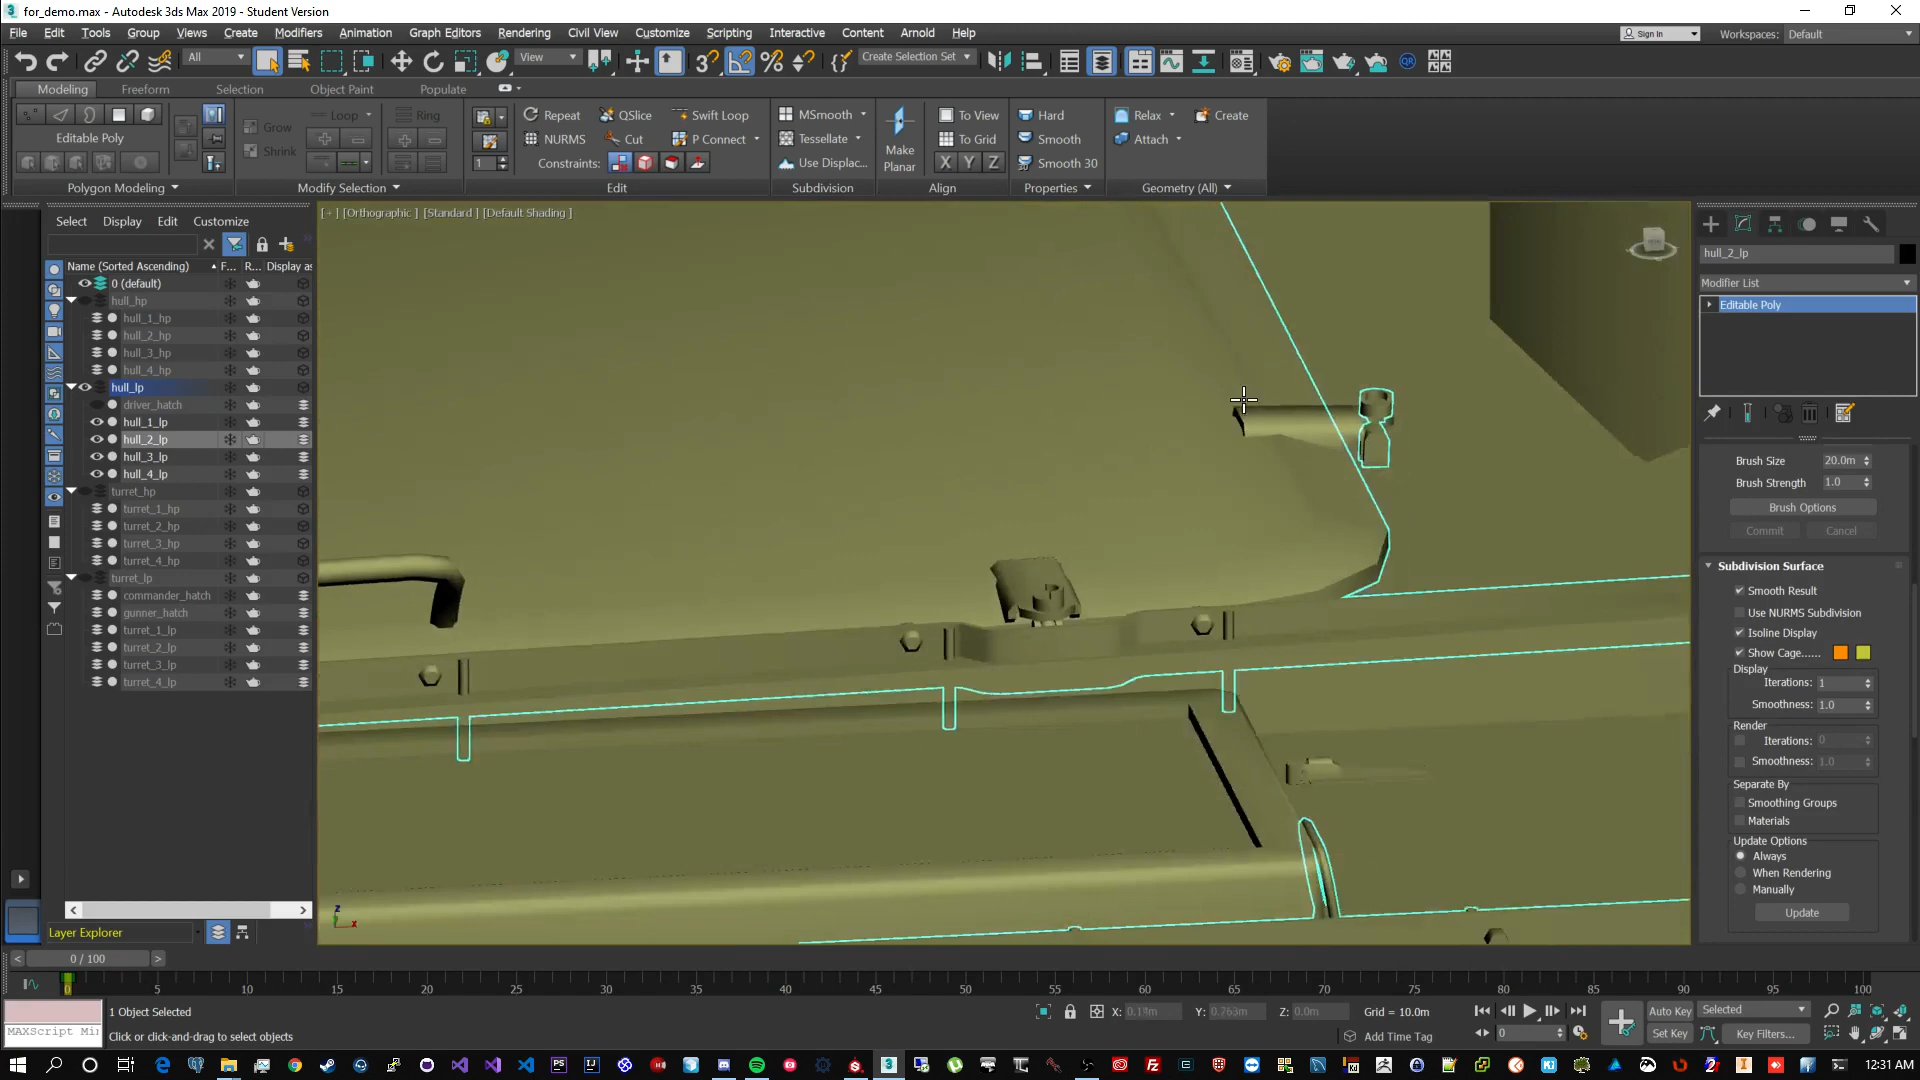 for_demo.max - Autodesk 3ds Max 2019 - Student Version
File Edit Tools Group Views Create Modifiers Animation Graph Editors Rendering Civil View Customize Scripting Interactive Content Arnold Help
Sign In
Workspaces: Default
All
View
Create Selection Set
Modeling Freeform Selection Object Paint Populate
Editable Poly
Polygon Modeling
Grow
Shrink
Loop
Ring
Modify Selection
1
Repeat QSlice Swift Loop
NURMS Cut P Connect
Constraints:
Edit
MSmooth
Tessellate
Use Displac...
Subdivision
Make Planar
To View
To Grid
X Y Z
Align
Hard
Smooth
Smooth 30
Properties
Relax Create
Attach
Geometry (All)
Select Display Edit Customize
Name (Sorted Ascending) F... R... Display as
0 (default)
hull_hp
hull_1_hp
hull_2_hp
hull_3_hp
hull_4_hp
hull_lp
driver_hatch
hull_1_lp
hull_2_lp
hull_3_lp
hull_4_lp
turret_hp
turret_1_hp
turret_2_hp
turret_3_hp
turret_4_hp
turret_lp
commander_hatch
gunner_hatch
turret_1_lp
turret_2_lp
turret_3_lp
turret_4_lp
Layer Explorer
[+] [Orthographic ] [Standard ] [Default Shading ]
z
x
hull_2_lp
Modifier List
Editable Poly
Brush Size 20.0m
Brush Strength 1.0
Brush Options
Commit Cancel
Subdivision Surface
Smooth Result
Use NURMS Subdivision
Isoline Display
Show Cage......
Display
Iterations: 1
Smoothness: 1.0
Render
Iterations: 0
Smoothness: 1.0
Separate By
Smoothing Groups
Materials
Update Options
Always
When Rendering
Manually
Update
0 / 100
0 5 10 15 20 25 30 35 40 45 50 55 60 65 70 75 80 85 90 95 100
1 Object Selected
MAXScript Mi
Click or click-and-drag to select objects
Y: 0.763m Z: 0.0m Grid = 10.0m
Add Time Tag
0
Auto Key Selected
Set Key Key Filters...
12:31 AM